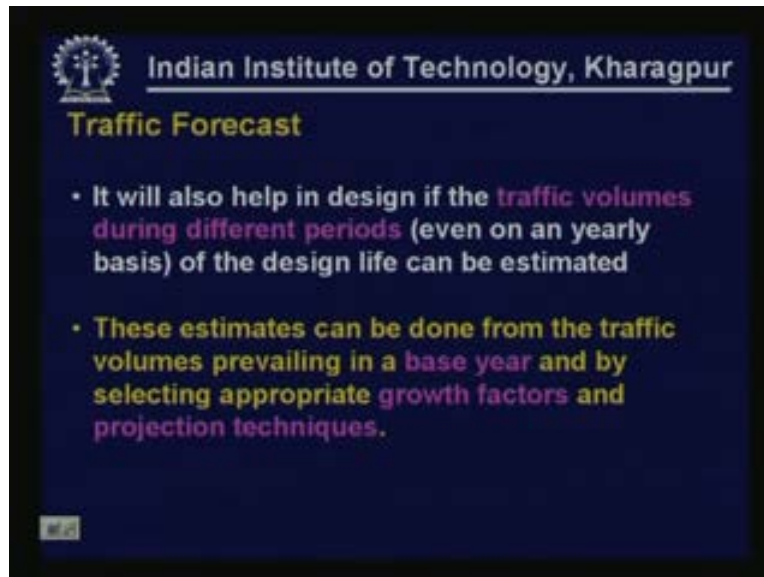 Indian Institute of Technology, Kharagpur
Traffic Forecast
• It will also help in design if the traffic volumes
during different periods (even on an yearly
basis) of the design life can be estimated
• These estimates can be done from the traffic
volumes prevailing in a base year and by
selecting appropriate growth factors and
projection techniques.